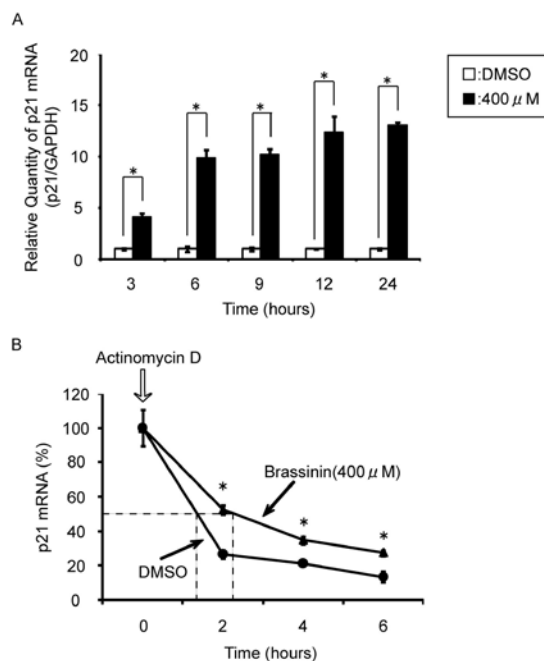 A
Relative Quantity of p21 mRNA
(p21/GAPDH)
20
15
10
5
0
* * * * *
3 6 9 12 24
Time (hours)
□:DMSO
■:400μM
B
Actinomycin D
p21 mRNA (%)
120
100
80
60
40
20
0
* * *
Brassinin(400μM)
DMSO
0 2 4 6
Time (hours)